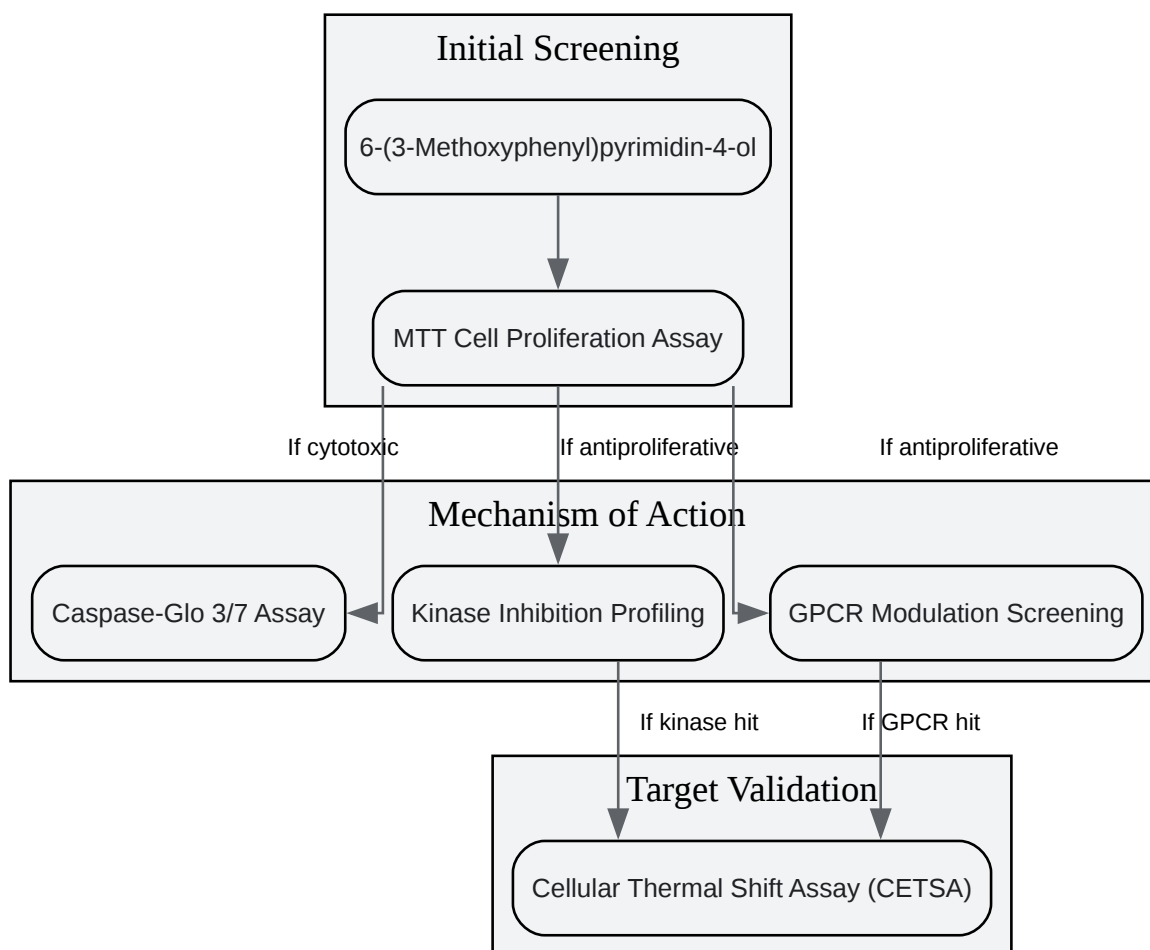 Initial Screening
6-(3-Methoxyphenyl)pyrimidin-4-ol
MTT Cell Proliferation Assay
If cytotoxic
If antiproliferative
If antiproliferative
Mechanism of Action
Caspase-Glo 3/7 Assay
Kinase Inhibition Profiling
GPCR Modulation Screening
If kinase hit
If GPCR hit
Target Validation
Cellular Thermal Shift Assay (CETSA)